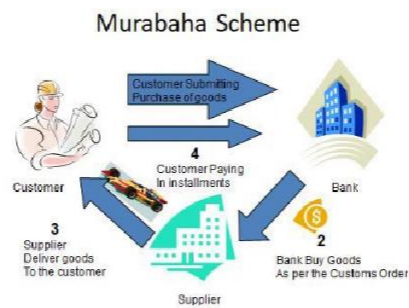 Murabaha Scheme
Customer Submitting
Purchase of goods
4
Customer Paying
In installments
Customer
Bank
3
Supplier
Deliver goods
To the customer
$
2
Bank Buy Goods
As per the Customs Order
Supplier